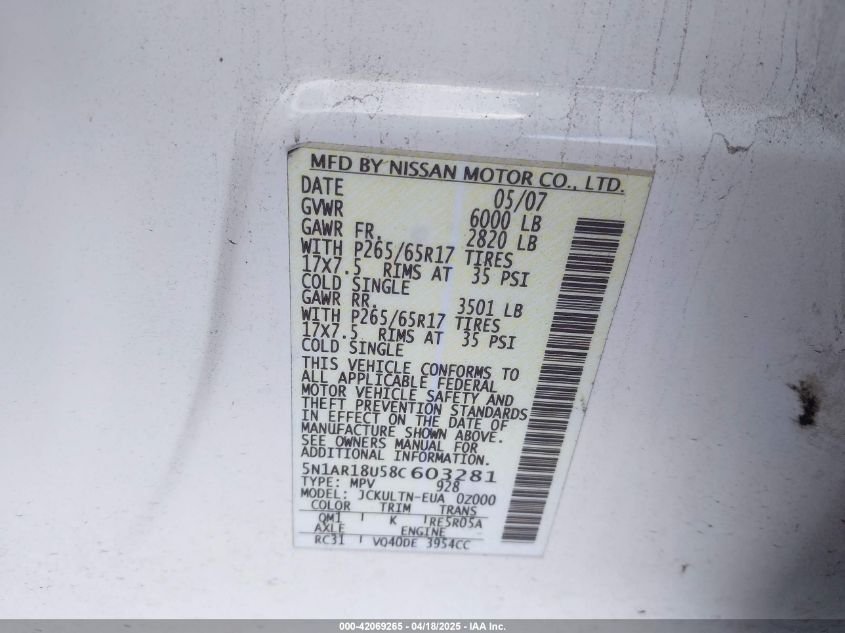 MFD BY NISSAN MOTOR CO., LTD.
DATE 05/07
GVWR 6000 LB
GAWR FR. 2820 LB
WITH P265/65R17 TIRES
17X7.5 RIMS AT 35 PSI
COLD SINGLE
GAWR RR. 3501 LB
WITH P265/65R17 TIRES
17X7.5 RIMS AT 35 PSI
COLD SINGLE
THIS VEHICLE CONFORMS TO
ALL APPLICABLE FEDERAL
MOTOR VEHICLE SAFETY AND
THEFT PREVENTION STANDARDS
IN EFFECT ON THE DATE OF
MANUFACTURE SHOWN ABOVE.
SEE OWNERS MANUAL FOR
ADDITIONAL INFORMATION.
5N1AR18U58C603281
TYPE: MPV 928
MODEL: JCKULTN-EUA 0Z000
COLOR TRIM TRANS
QM1 K RE5R05A
AXLE ENGINE
RC31 VQ40DE 3954CC
000-42069265 - 04/18/2025 - IAA Inc.